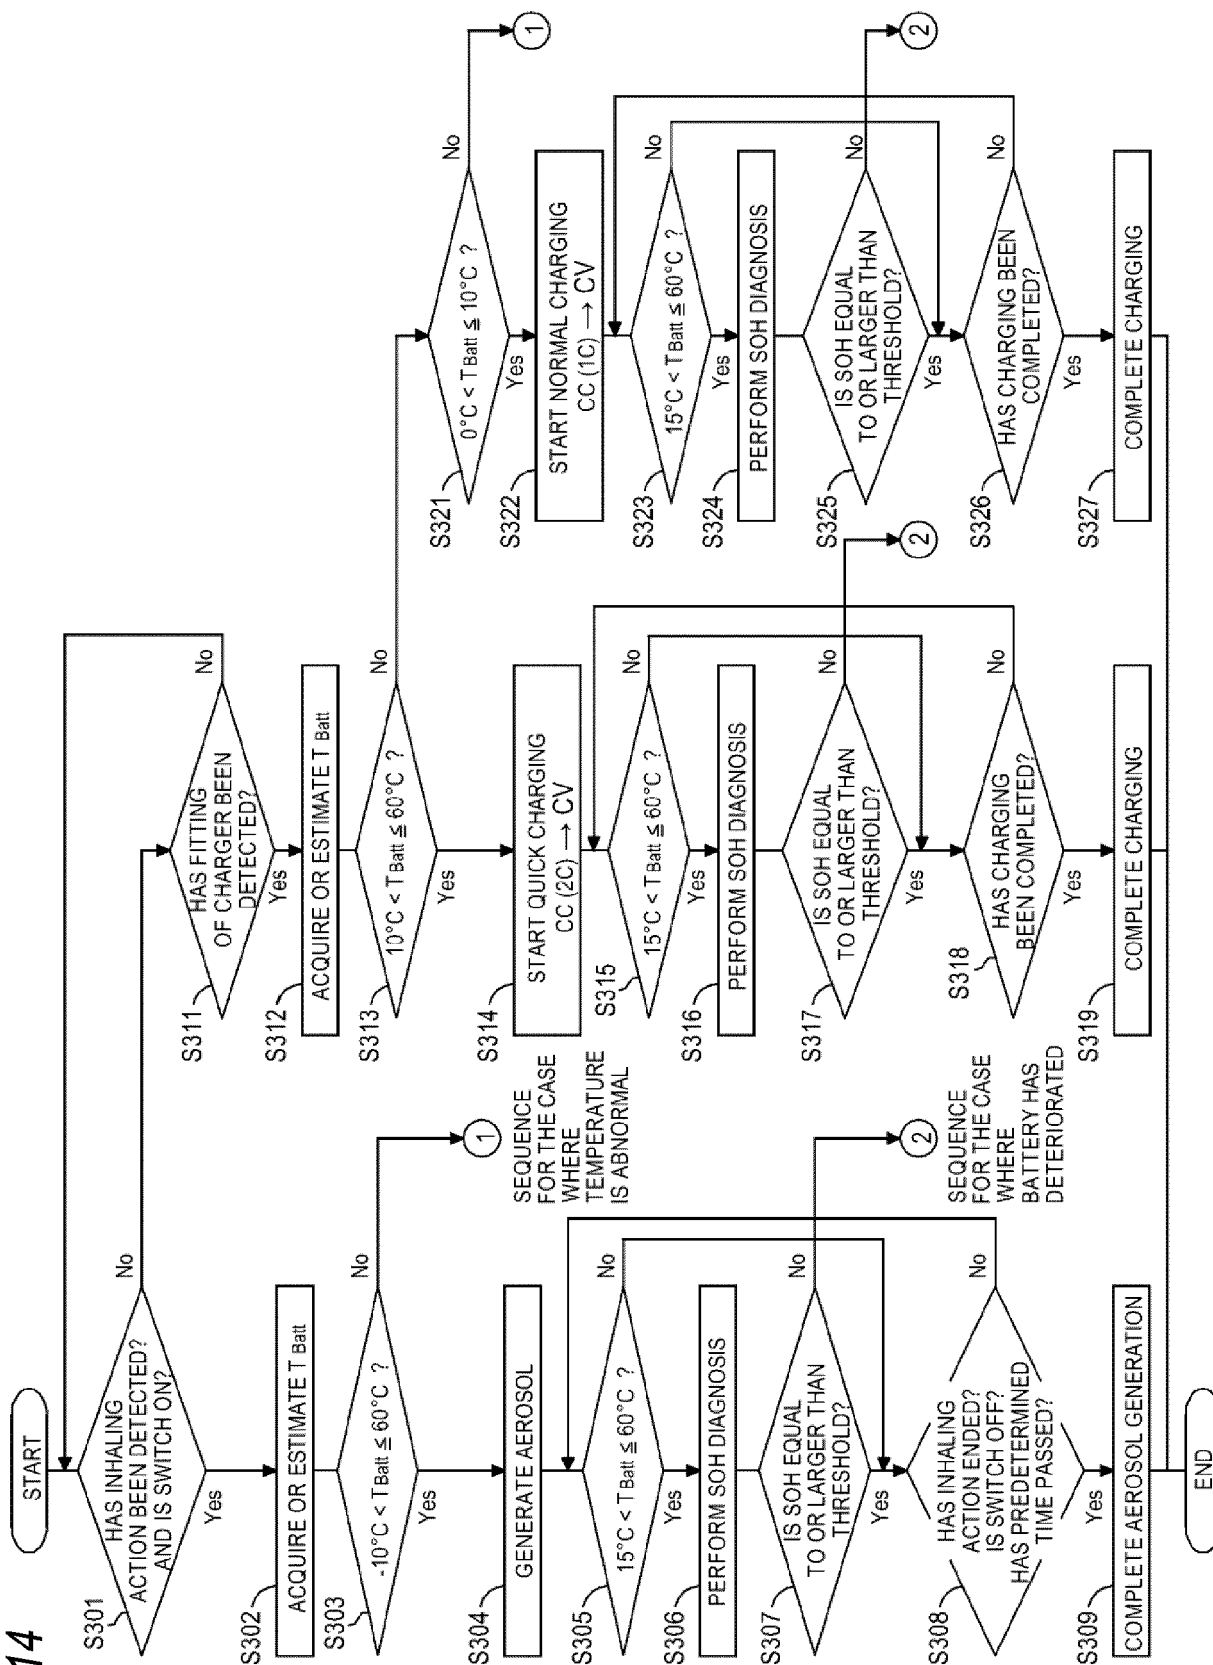 14
START
S301
HAS INHALING
ACTION BEEN DETECTED?
AND IS SWITCH ON?
No
Yes
S302
ACQUIRE OR ESTIMATE T Batt
S303
-10°C < TBatt ≦ 60°C ?
No
Yes
1
SEQUENCE
FOR THE CASE
WHERE
TEMPERATURE
IS ABNORMAL
S304
GENERATE AEROSOL
S305
15°C < TBatt ≦ 60°C ?
No
Yes
S306
PERFORM SOH DIAGNOSIS
S307
IS SOH EQUAL
TO OR LARGER THAN
THRESHOLD?
No
Yes
2
SEQUENCE
FOR THE CASE
WHERE
BATTERY HAS
DETERIORATED
S308
HAS INHALING
ACTION ENDED?
IS SWITCH OFF?
HAS PREDETERMINED
TIME PASSED?
No
Yes
S309
COMPLETE AEROSOL GENERATION
END
S311
HAS FITTING
OF CHARGER BEEN
DETECTED?
No
Yes
S312
ACQUIRE OR ESTIMATE T Batt
S313
10°C < TBatt ≦ 60°C ?
No
Yes
S314
START QUICK CHARGING
CC (2C) → CV
S315
15°C < TBatt ≦ 60°C ?
No
Yes
S316
PERFORM SOH DIAGNOSIS
S317
IS SOH EQUAL
TO OR LARGER THAN
THRESHOLD?
No
Yes
2
S318
HAS CHARGING
BEEN COMPLETED?
No
Yes
S319
COMPLETE CHARGING
S321
0°C < TBatt ≦ 10°C ?
No
Yes
1
S322
START NORMAL CHARGING
CC (1C) → CV
S323
15°C < TBatt ≦ 60°C ?
No
Yes
S324
PERFORM SOH DIAGNOSIS
S325
IS SOH EQUAL
TO OR LARGER THAN
THRESHOLD?
No
Yes
2
S326
HAS CHARGING BEEN
COMPLETED?
No
Yes
S327
COMPLETE CHARGING